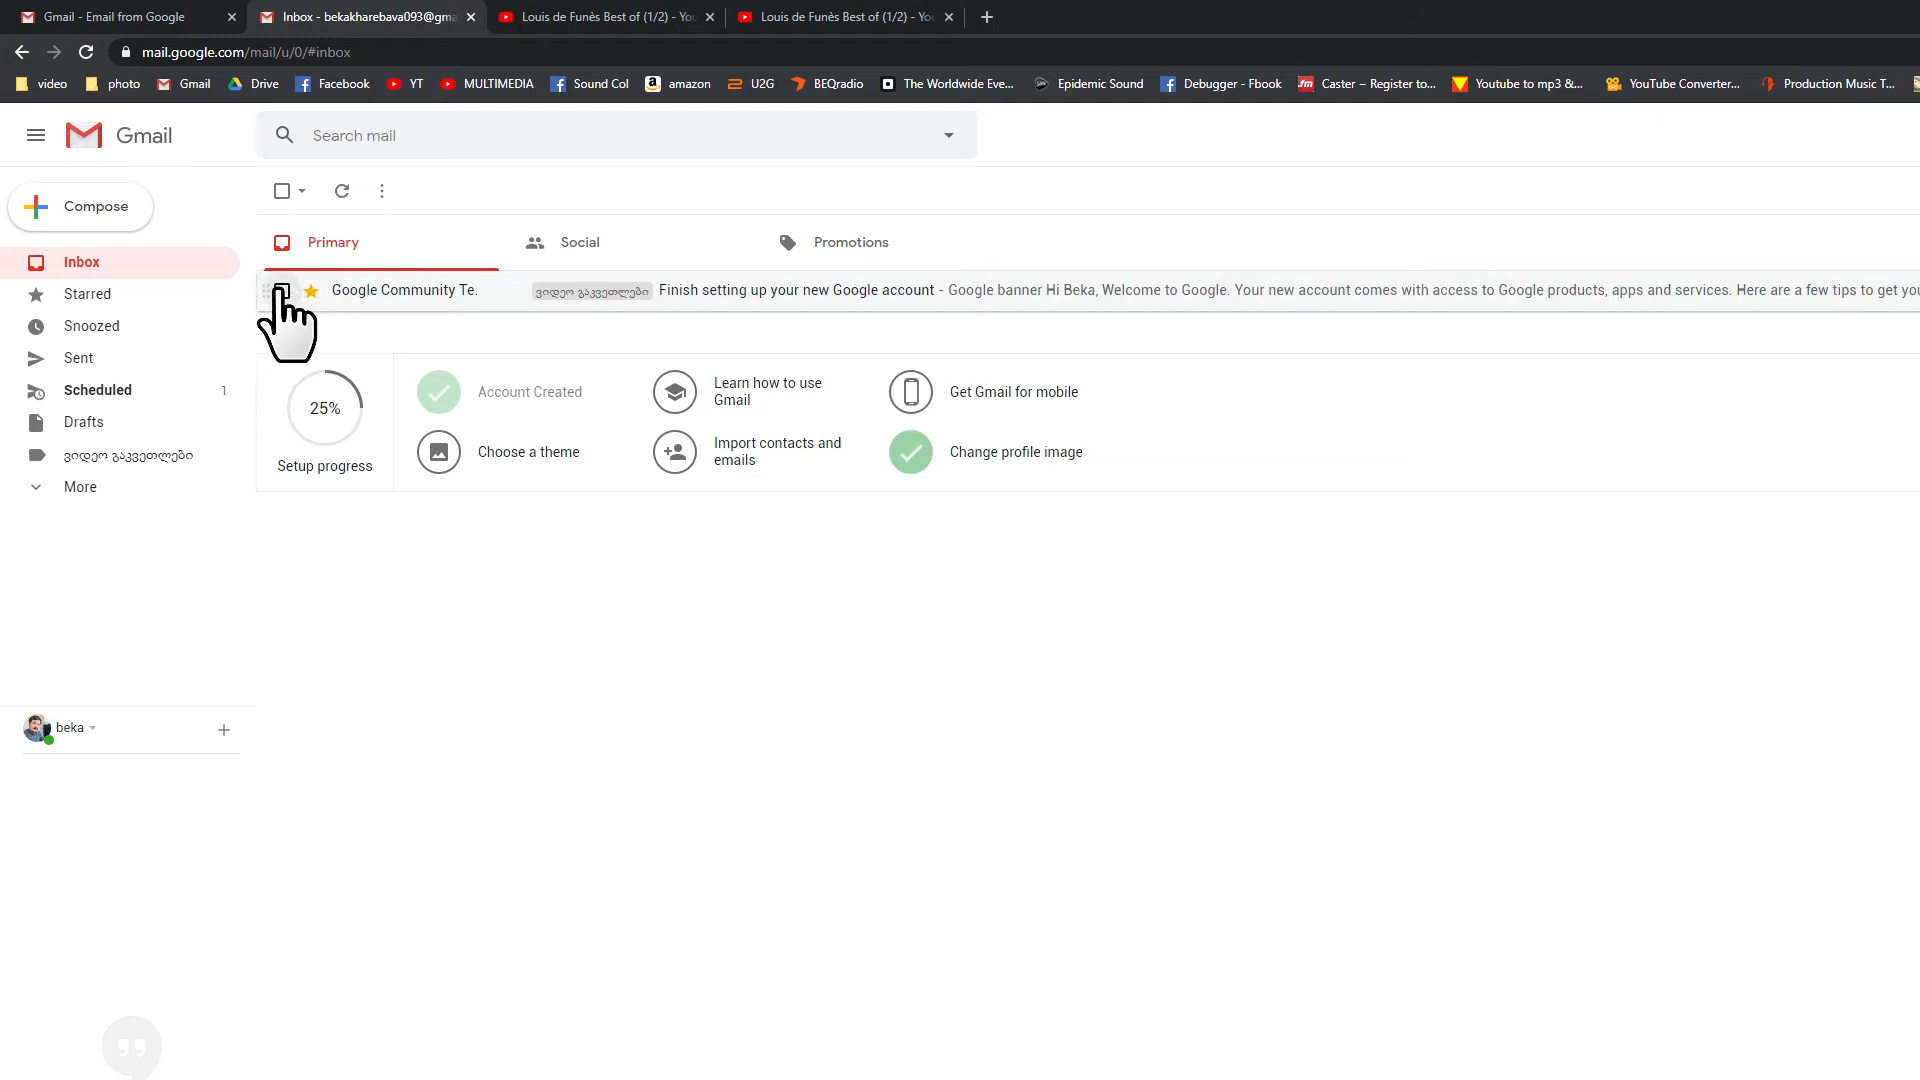 Gmail - Email from Google
Inbox - bekakharebava093@gma
Louis de Funès Best of (1/2) - You
Louis de Funès Best of (1/2) - You
mail.google.com/mail/u/0/#inbox
video photo Gmail Drive Facebook YT MULTIMEDIA Sound Col amazon U2G BEQradio The Worldwide Eve... Epidemic Sound Debugger - Fbook Caster – Register to... Youtube to mp3 &... YouTube Converter... Production Music T...
Gmail
Search mail
Compose
Inbox
Starred
Snoozed
Sent
Scheduled 1
Drafts
ვიდეო გაკვეთლები
More
Primary Social Promotions
Google Community Te. ვიდეო გაკვეთლები Finish setting up your new Google account - Google banner Hi Beka, Welcome to Google. Your new account comes with access to Google products, apps and services. Here are a few tips to get you
25%
Setup progress
Account Created
Learn how to use
Gmail
Get Gmail for mobile
Choose a theme
Import contacts and
emails
Change profile image
beka